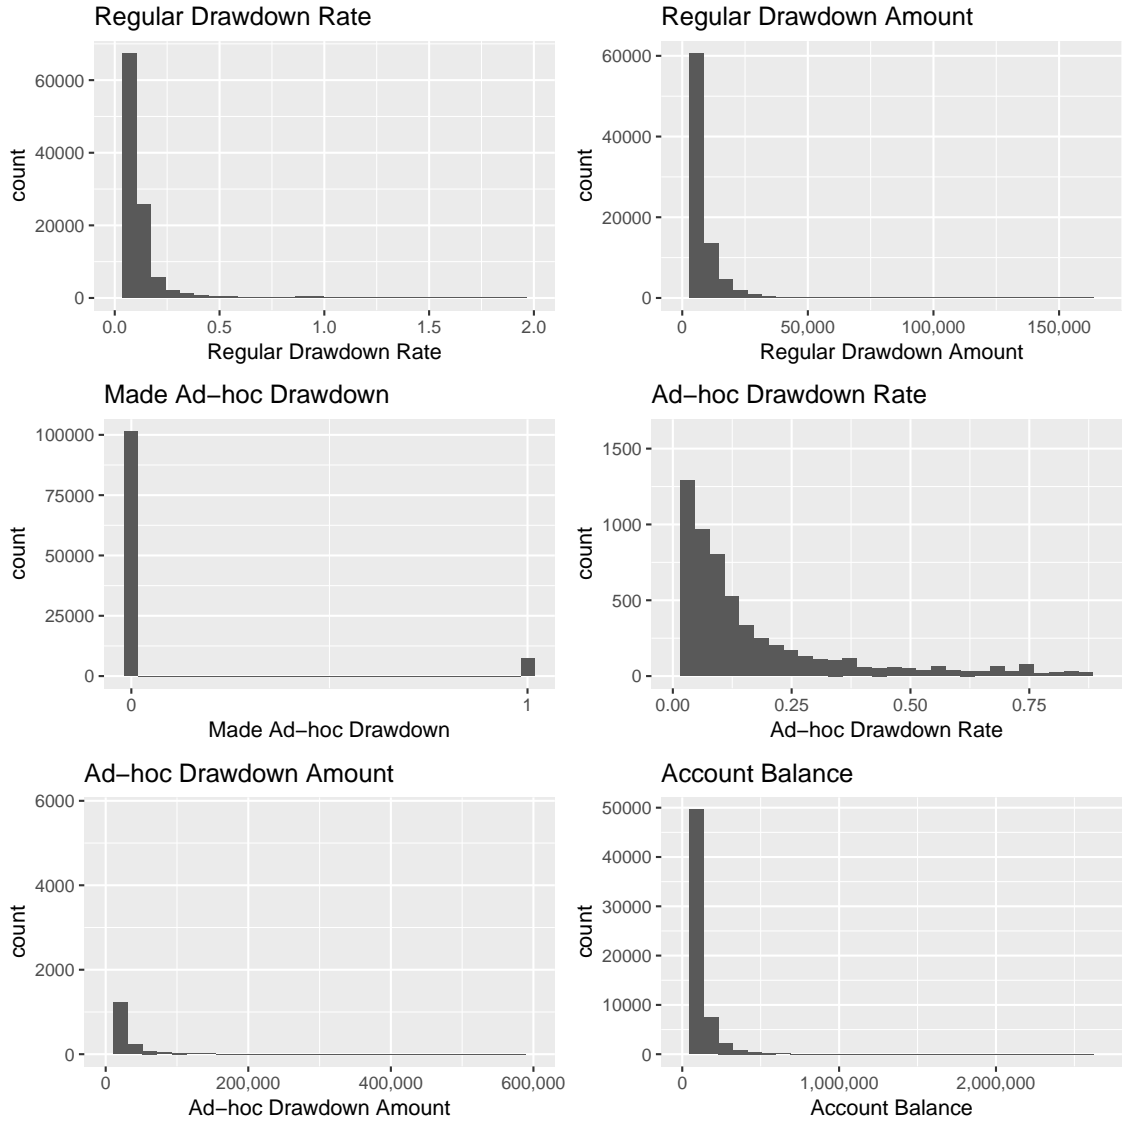 Regular Drawdown Rate
count
60000
40000
20000
0
0.0 0.5 1.0 1.5 2.0
Regular Drawdown Rate
Regular Drawdown Amount
count
60000
40000
20000
0
0 50,000 100,000 150,000
Regular Drawdown Amount
Made Ad−hoc Drawdown
count
100000
75000
50000
25000
0
0 1
Made Ad−hoc Drawdown
Ad−hoc Drawdown Rate
count
1500
1000
500
0
0.00 0.25 0.50 0.75
Ad−hoc Drawdown Rate
Ad−hoc Drawdown Amount
count
6000
4000
2000
0
0 200,000 400,000 600,000
Ad−hoc Drawdown Amount
Account Balance
count
50000
40000
30000
20000
10000
0
0 1,000,000 2,000,000
Account Balance